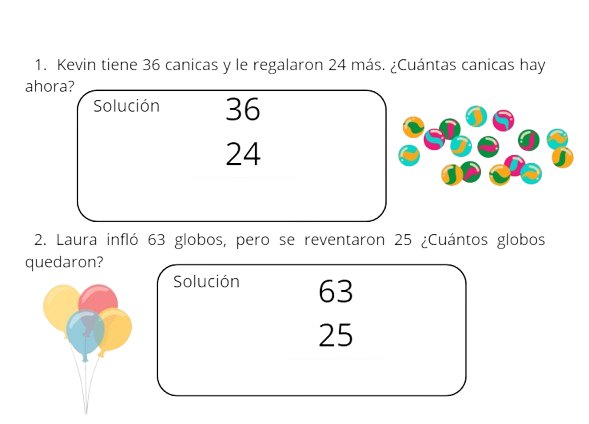 1. Kevin tiene 36 canicas y le regalaron 24 más. ¿Cuántas canicas hay
ahora?
Solución
36
24
2. Laura infló 63 globos, pero se reventaron 25 ¿Cuántos globos
quedaron?
Solución
63
25